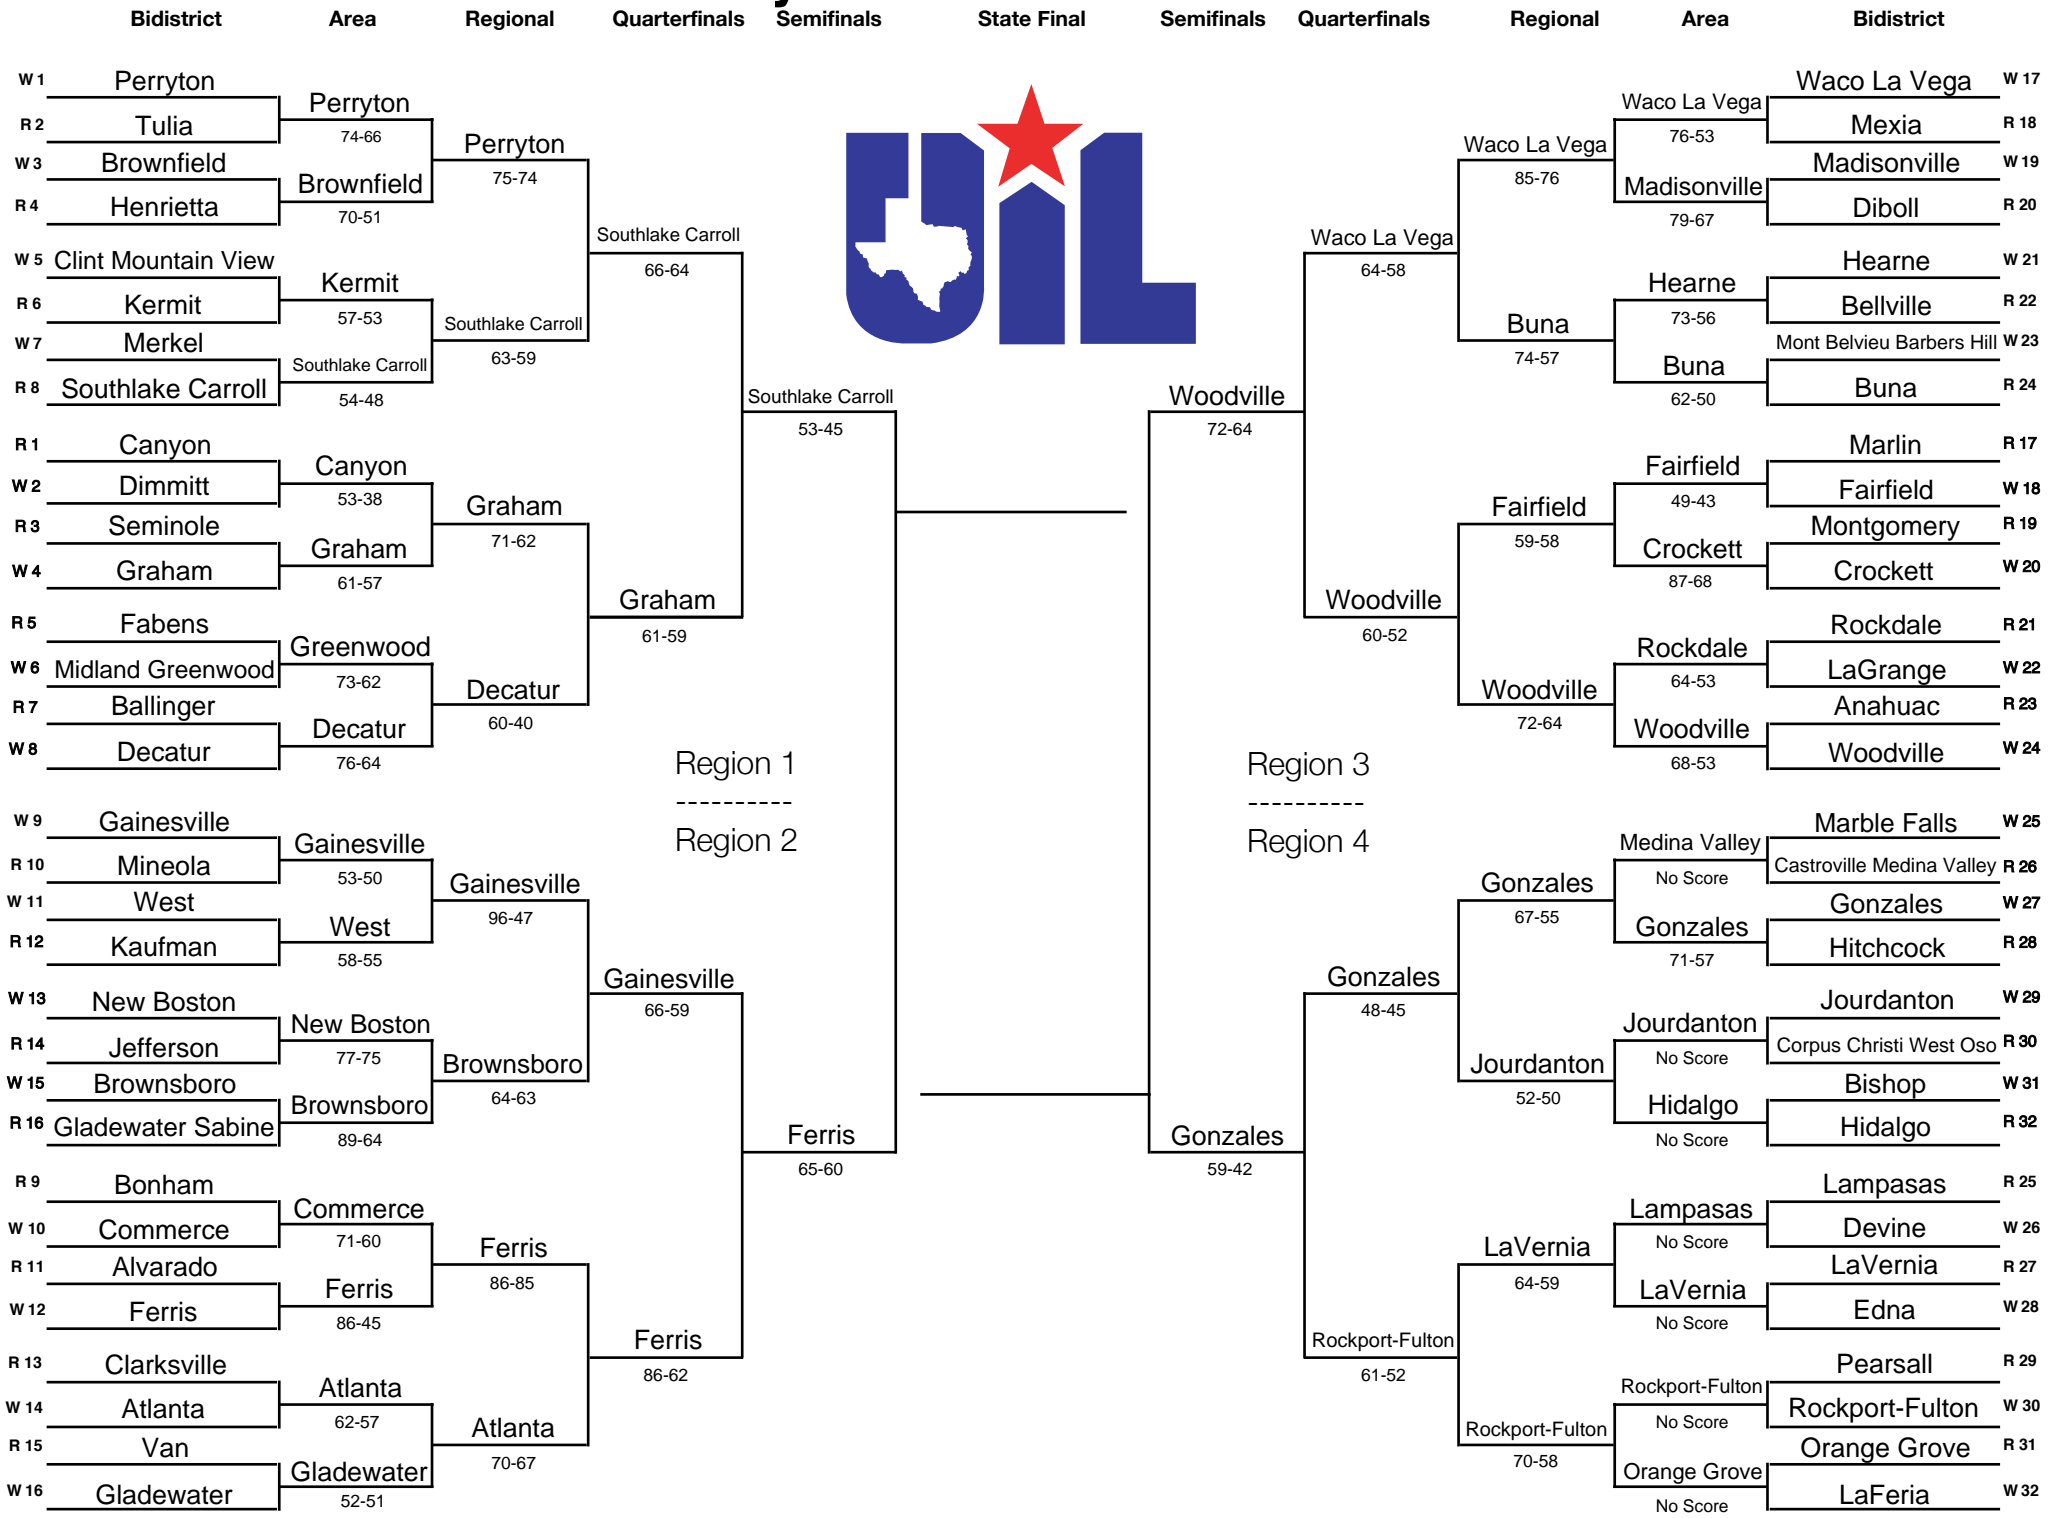 Bidistrict Area Regional Quarterfinals Semifinals State Final Semifinals Quarterfinals Regional Area Bidistrict
W 1 Perryton
R 2 Tulia
W 3 Brownfield
R 4 Henrietta
W 5 Clint Mountain View
R 6 Kermit
W 7 Merkel
R 8 Southlake Carroll
R 1 Canyon
W 2 Dimmitt
R 3 Seminole
W 4 Graham
R 5 Fabens
W 6 Midland Greenwood
R 7 Ballinger
W 8 Decatur
W 9 Gainesville
R 10 Mineola
W 11 West
R 12 Kaufman
W 13 New Boston
R 14 Jefferson
W 15 Brownsboro
R 16 Gladewater Sabine
R 9 Bonham
W 10 Commerce
R 11 Alvarado
W 12 Ferris
R 13 Clarksville
W 14 Atlanta
R 15 Van
W 16 Gladewater
Perryton
74-66
Brownfield
70-51
Kermit
57-53
Southlake Carroll
54-48
Canyon
53-38
Graham
61-57
Greenwood
73-62
Decatur
76-64
Gainesville
53-50
West
58-55
New Boston
77-75
Brownsboro
89-64
Commerce
71-60
Ferris
86-45
Atlanta
62-57
Gladewater
52-51
Perryton
75-74
Southlake Carroll
63-59
Graham
71-62
Decatur
60-40
Gainesville
96-47
Brownsboro
64-63
Ferris
86-85
Atlanta
70-67
Southlake Carroll
66-64
Graham
61-59
Gainesville
66-59
Ferris
86-62
Region 1
----------
Region 2
Southlake Carroll
53-45
Ferris
65-60
UIL
Woodville
72-64
Gonzales
59-42
Waco La Vega
64-58
Woodville
60-52
Region 3
----------
Region 4
Gonzales
48-45
Rockport-Fulton
61-52
Waco La Vega
85-76
Buna
74-57
Fairfield
59-58
Woodville
72-64
Gonzales
67-55
Jourdanton
52-50
LaVernia
64-59
Rockport-Fulton
70-58
Waco La Vega
76-53
Madisonville
79-67
Hearne
73-56
Buna
62-50
Fairfield
49-43
Crockett
87-68
Rockdale
64-53
Woodville
68-53
Medina Valley
No Score
Gonzales
71-57
Jourdanton
No Score
Hidalgo
No Score
Lampasas
No Score
LaVernia
No Score
Rockport-Fulton
No Score
Orange Grove
No Score
Waco La Vega W 17
Mexia R 18
Madisonville W 19
Diboll R 20
Hearne W 21
Bellville R 22
Mont Belvieu Barbers Hill W 23
Buna R 24
Marlin R 17
Fairfield W 18
Montgomery R 19
Crockett W 20
Rockdale R 21
LaGrange W 22
Anahuac R 23
Woodville W 24
Marble Falls W 25
Castroville Medina Valley R 26
Gonzales W 27
Hitchcock R 28
Jourdanton W 29
Corpus Christi West Oso R 30
Bishop W 31
Hidalgo R 32
Lampasas R 25
Devine W 26
LaVernia R 27
Edna W 28
Pearsall R 29
Rockport-Fulton W 30
Orange Grove R 31
LaFeria W 32